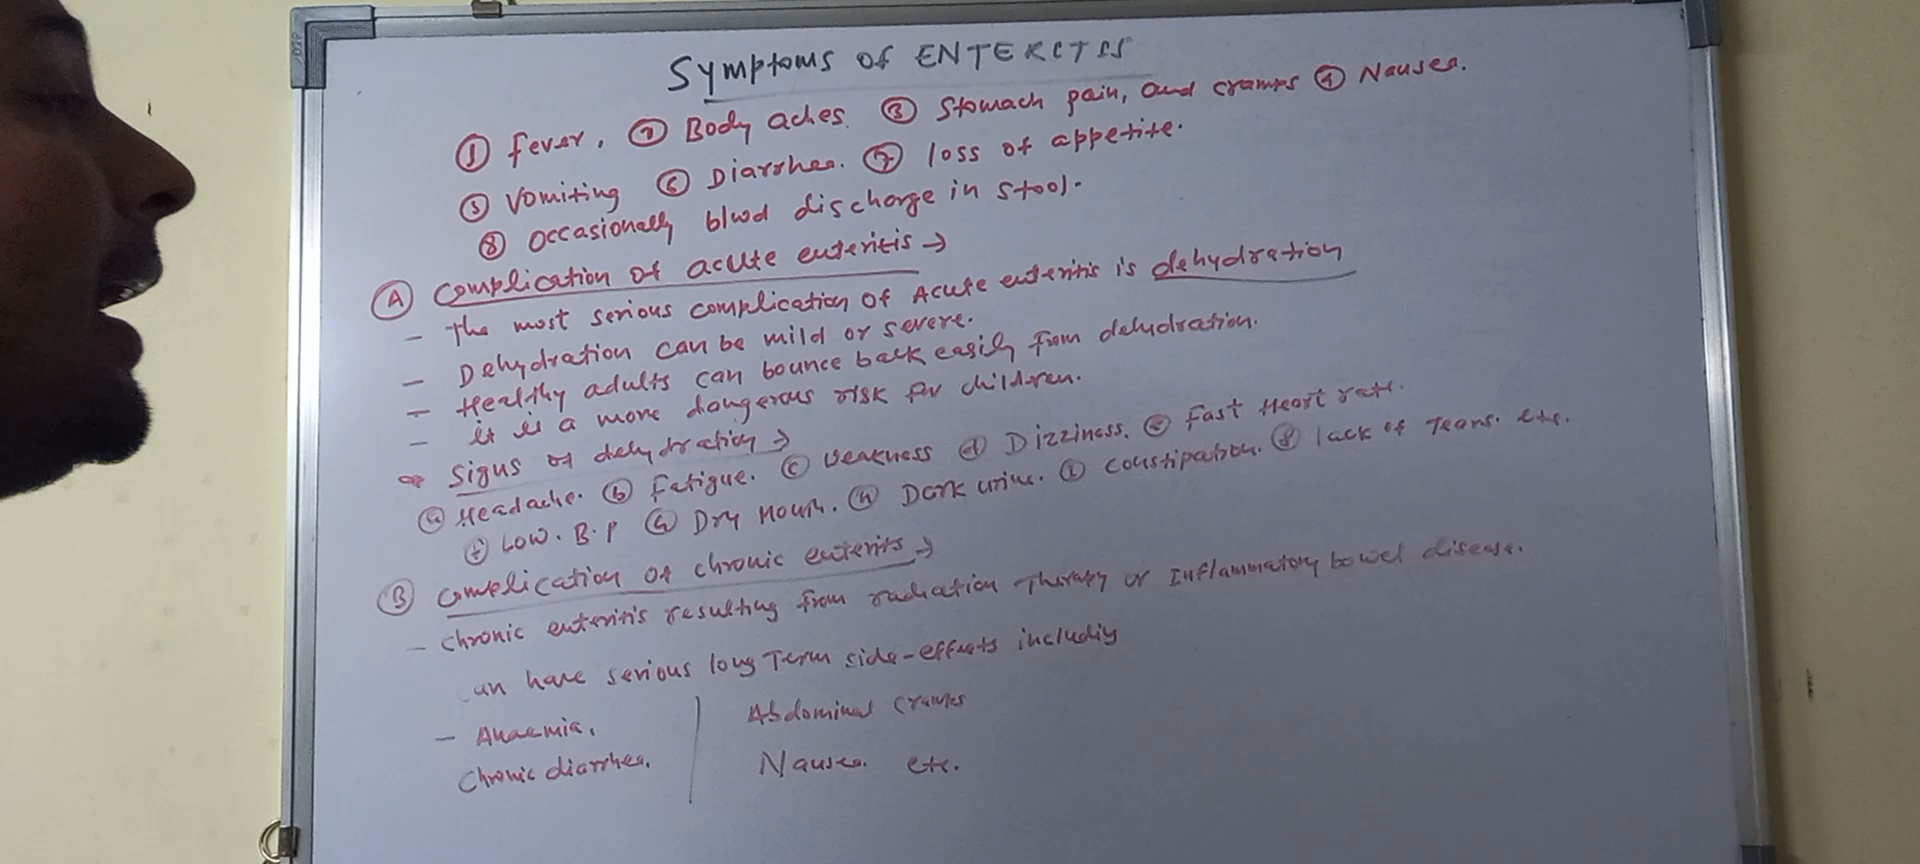 Symptoms of ENTERITIS
① fever. ② Body aches. ③ Stomach pain, and cramps ④ Nausea.
⑤ Vomiting ⑥ Diarrhea. ⑦ loss of appetite.
⑧ Occasionally blood discharge in stool.
Ⓐ Complication of acute enteritis →
- The most serious complication of Acute enteritis is dehydration
- Dehydration can be mild or severe.
- Healthy adults can bounce back easily from dehydration.
- it is a more dangerous risk for children.
Signs of dehydration →
ⓐ Headache. ⓑ Fatigue. ⓒ Weakness ⓓ Dizziness. ⓔ Fast Heart rate.
ⓕ Low. B.P ⓖ Dry Mouth. ⓗ Dark urine. ⓘ Constipation. ⓙ lack of Tears. etc.
Ⓑ Complication of chronic enteritis →
- Chronic enteritis resulting from radiation Therapy or Inflammatory bowel disease.
can have serious long Term side-effects including
- Anaemia. | Abdominal cramps
Chronic diarrhea. | Nausea. etc.